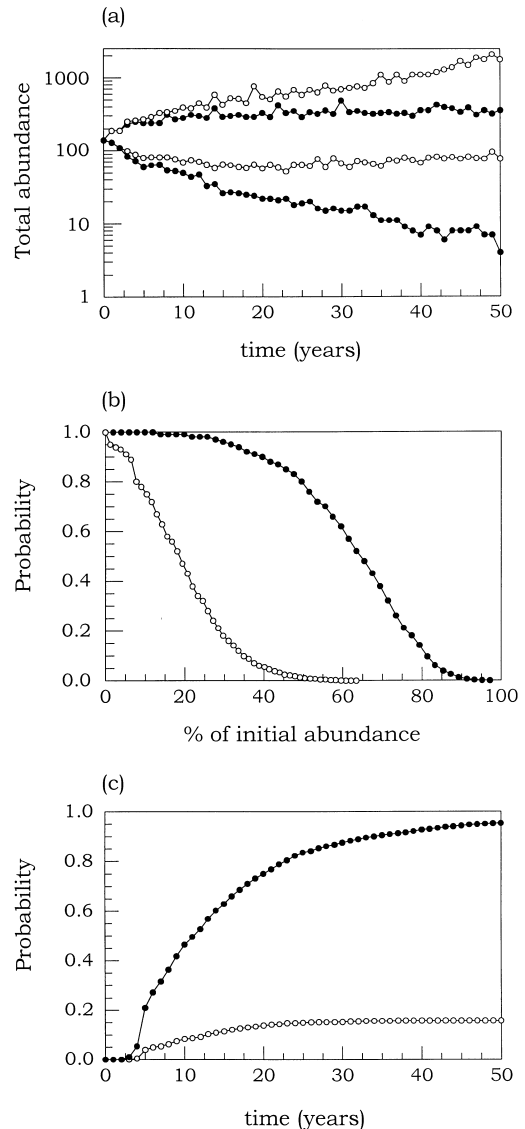 (a)
Total abundance
1000
100
10
1
0 10 20 30 40 50
time (years)
(b)
Probability
1.0
0.8
0.6
0.4
0.2
0.0
0 20 40 60 80 100
% of initial abundance
(c)
Probability
1.0
0.8
0.6
0.4
0.2
0.0
0 10 20 30 40 50
time (years)